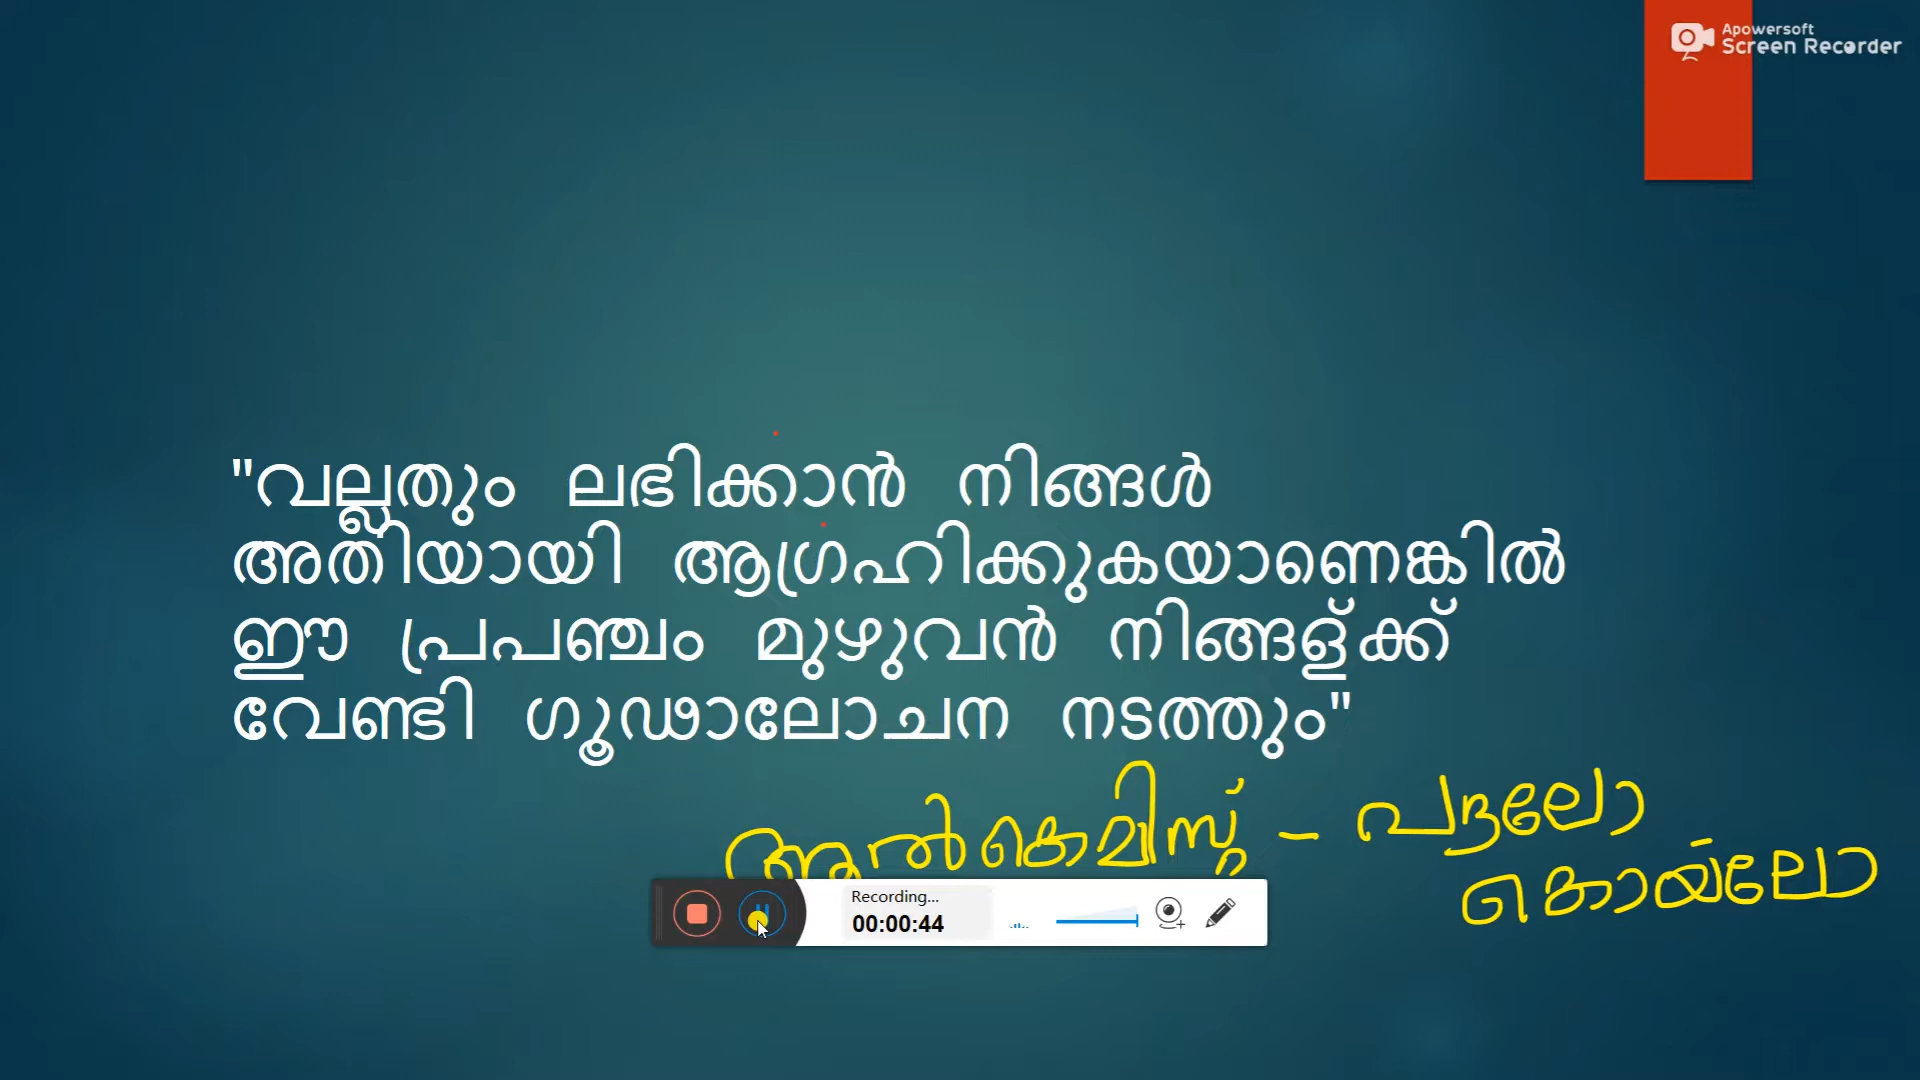 Apowersoft
Screen Recorder
"വല്ലതും ലഭിക്കാൻ നിങ്ങൾ
അതിയായി ആഗ്രഹിക്കുകയാണെങ്കിൽ
ഈ പ്രപഞ്ചം മുഴുവൻ നിങ്ങള്ക്ക്
വേണ്ടി ഗൂഢാലോചന നടത്തും"
ആൽകെമിസ്റ്റ് - പൗലോ
കൊയ്‌ലോ
Recording...
00:00:44